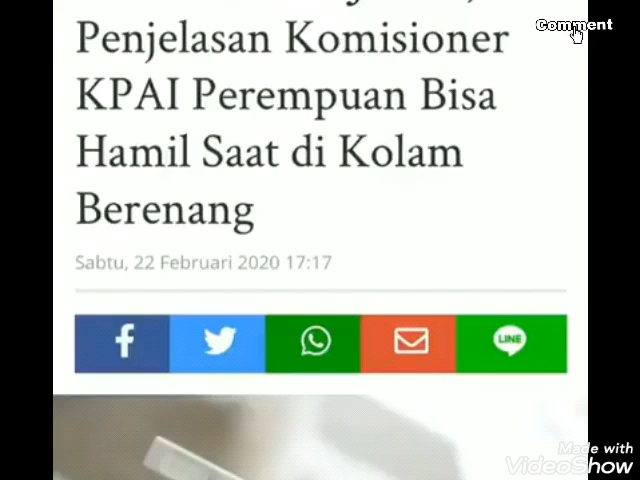 Comment
Penjelasan Komisioner
KPAI Perempuan Bisa
Hamil Saat di Kolam
Berenang
Sabtu, 22 Februari 2020 17:17
LINE
Made with
VideoShow